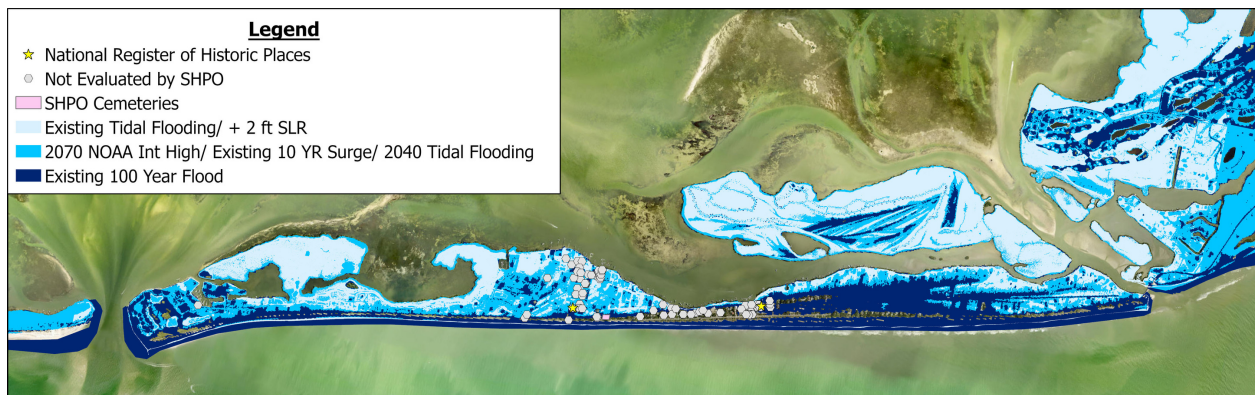 Legend
National Register of Historic Places
Not Evaluated by SHPO
SHPO Cemeteries
Existing Tidal Flooding/ + 2 ft SLR
2070 NOAA Int High/ Existing 10 YR Surge/ 2040 Tidal Flooding
Existing 100 Year Flood